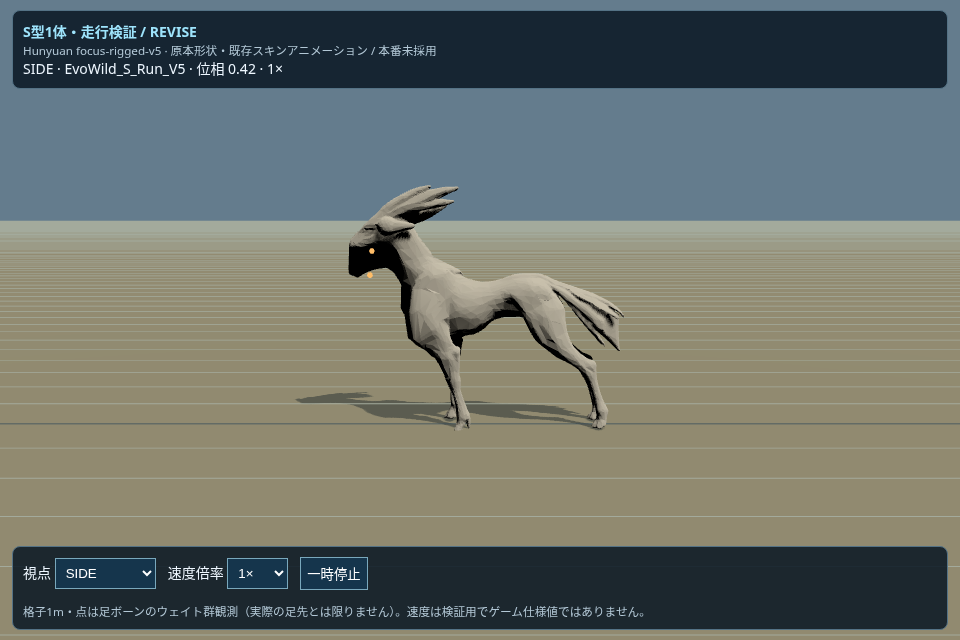 S型1体・走行検証 / REVISE
Hunyuan focus-rigged-v5 · 原本形状・既存スキンアニメーション / 本番未採用
SIDE · EvoWild_S_Run_V5 · 位相 0.42 · 1×
視点 SIDE 速度倍率 1× 一時停止
格子1m・点は足ボーンのウェイト群観測（実際の足先とは限りません）。速度は検証用でゲーム仕様値ではありません。